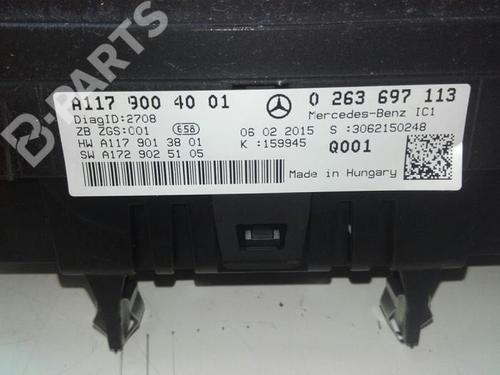 B-PARTS
A117 900 40 01
0 263 697 113
DiagID:2708
Mercedes-Benz IC1
ZB ZGS:001
E58
06 02 2015
S :3062150248
HW A117 901 38 01
K :159945
Q001
SW A172 902 51 05
Made in Hungary